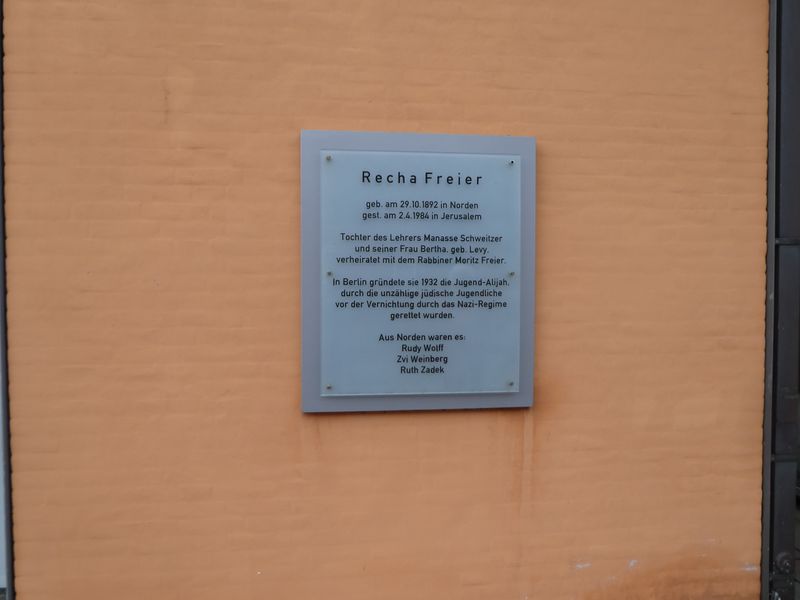 Recha Freier
geb. am 29.10.1892 in Norden
gest. am 2.4.1984 in Jerusalem
Tochter des Lehrers Manasse Schweitzer
und seiner Frau Bertha, geb. Levy,
verheiratet mit dem Rabbiner Moritz Freier.
In Berlin gründete sie 1932 die Jugend-Alijah,
durch die unzählige jüdische Jugendliche
vor der Vernichtung durch das Nazi-Regime
gerettet wurden.
Aus Norden waren es:
Rudy Wolff
Zvi Weinberg
Ruth Zadek